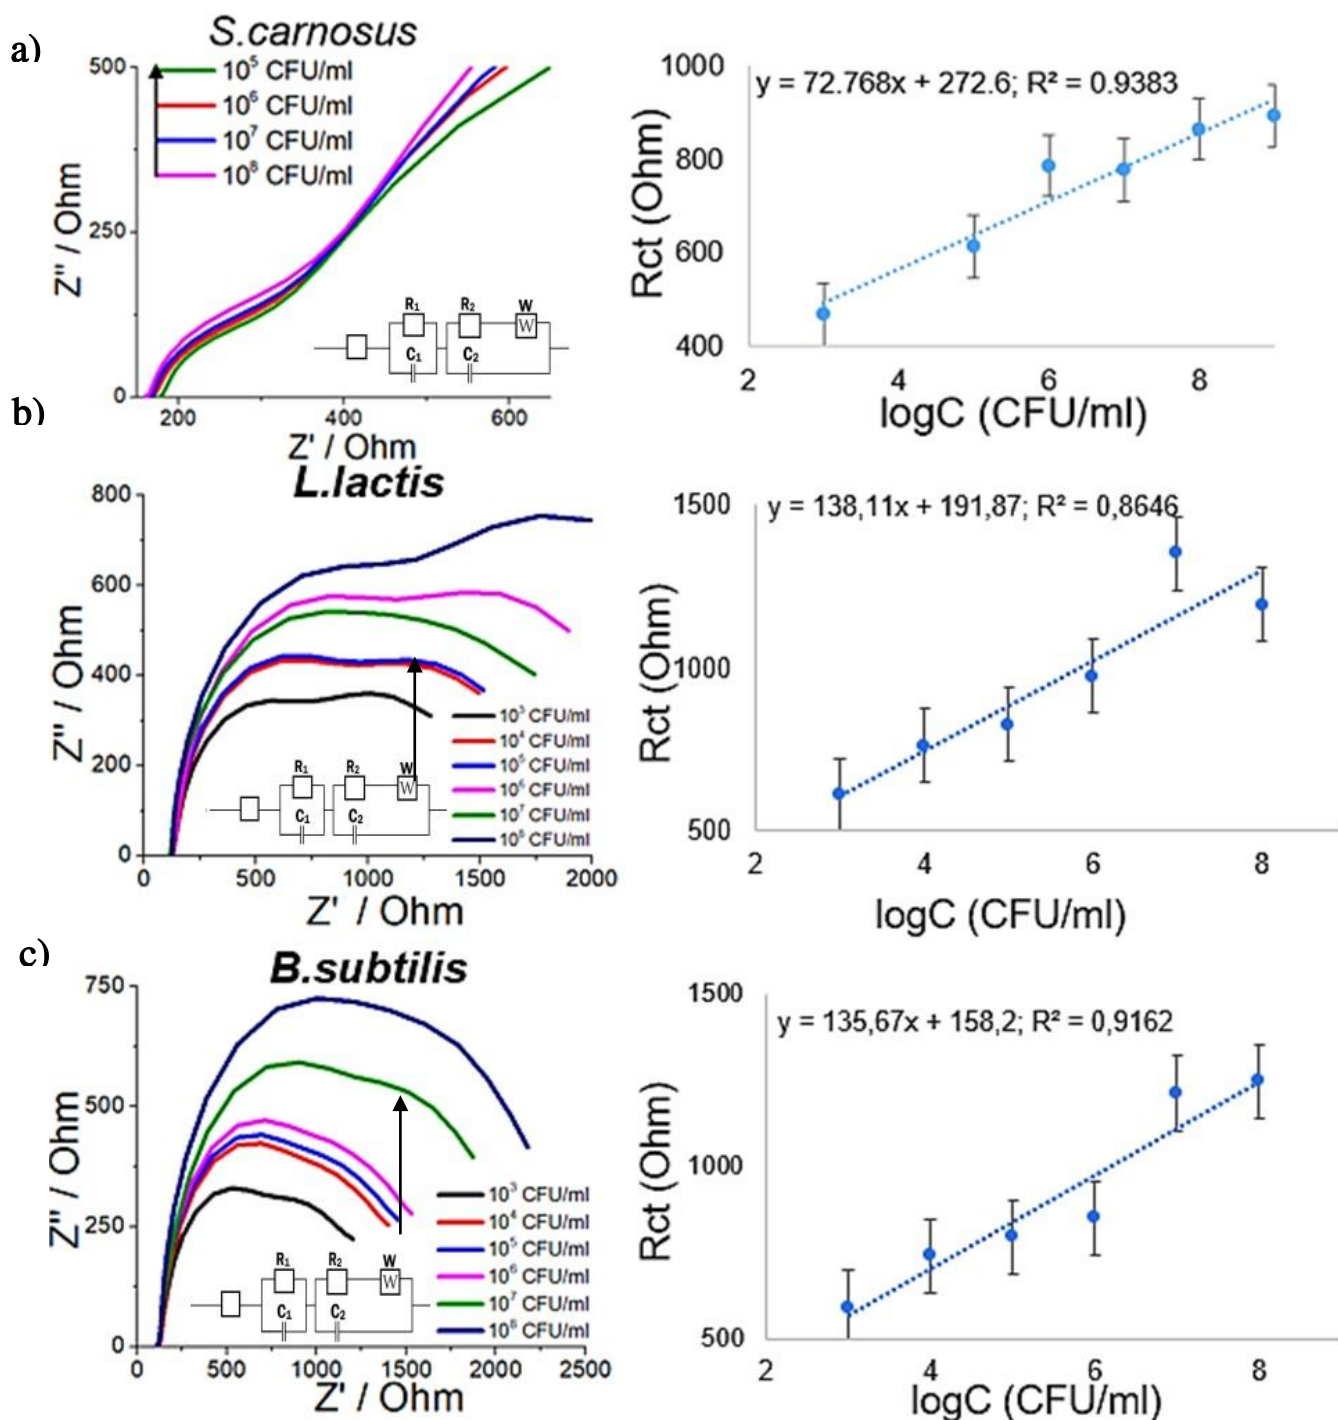 a)
S.carnosus
10⁵ CFU/ml
10⁶ CFU/ml
10⁷ CFU/ml
10⁸ CFU/ml
500
250
0
Z'' / Ohm
R₁
R₂
W
W
C₁
C₂
200
400
600
Z' / Ohm
y = 72.768x + 272.6; R² = 0.9383
1000
800
600
400
Rct (Ohm)
2
4
6
8
logC (CFU/ml)
b)
L.lactis
800
600
400
200
0
Z'' / Ohm
10³ CFU/ml
10⁴ CFU/ml
10⁵ CFU/ml
10⁶ CFU/ml
10⁷ CFU/ml
10⁸ CFU/ml
R₁
R₂
W
W
C₁
C₂
0
500
1000
1500
2000
Z' / Ohm
y = 138,11x + 191,87; R² = 0,8646
1500
1000
500
Rct (Ohm)
2
4
6
8
logC (CFU/ml)
c)
B.subtilis
750
500
250
0
Z'' / Ohm
10³ CFU/ml
10⁴ CFU/ml
10⁵ CFU/ml
10⁶ CFU/ml
10⁷ CFU/ml
10⁸ CFU/ml
R₁
R₂
W
W
C₁
C₂
0
500
1000
1500
2000
2500
Z' / Ohm
y = 135,67x + 158,2; R² = 0,9162
1500
1000
500
Rct (Ohm)
2
4
6
8
logC (CFU/ml)